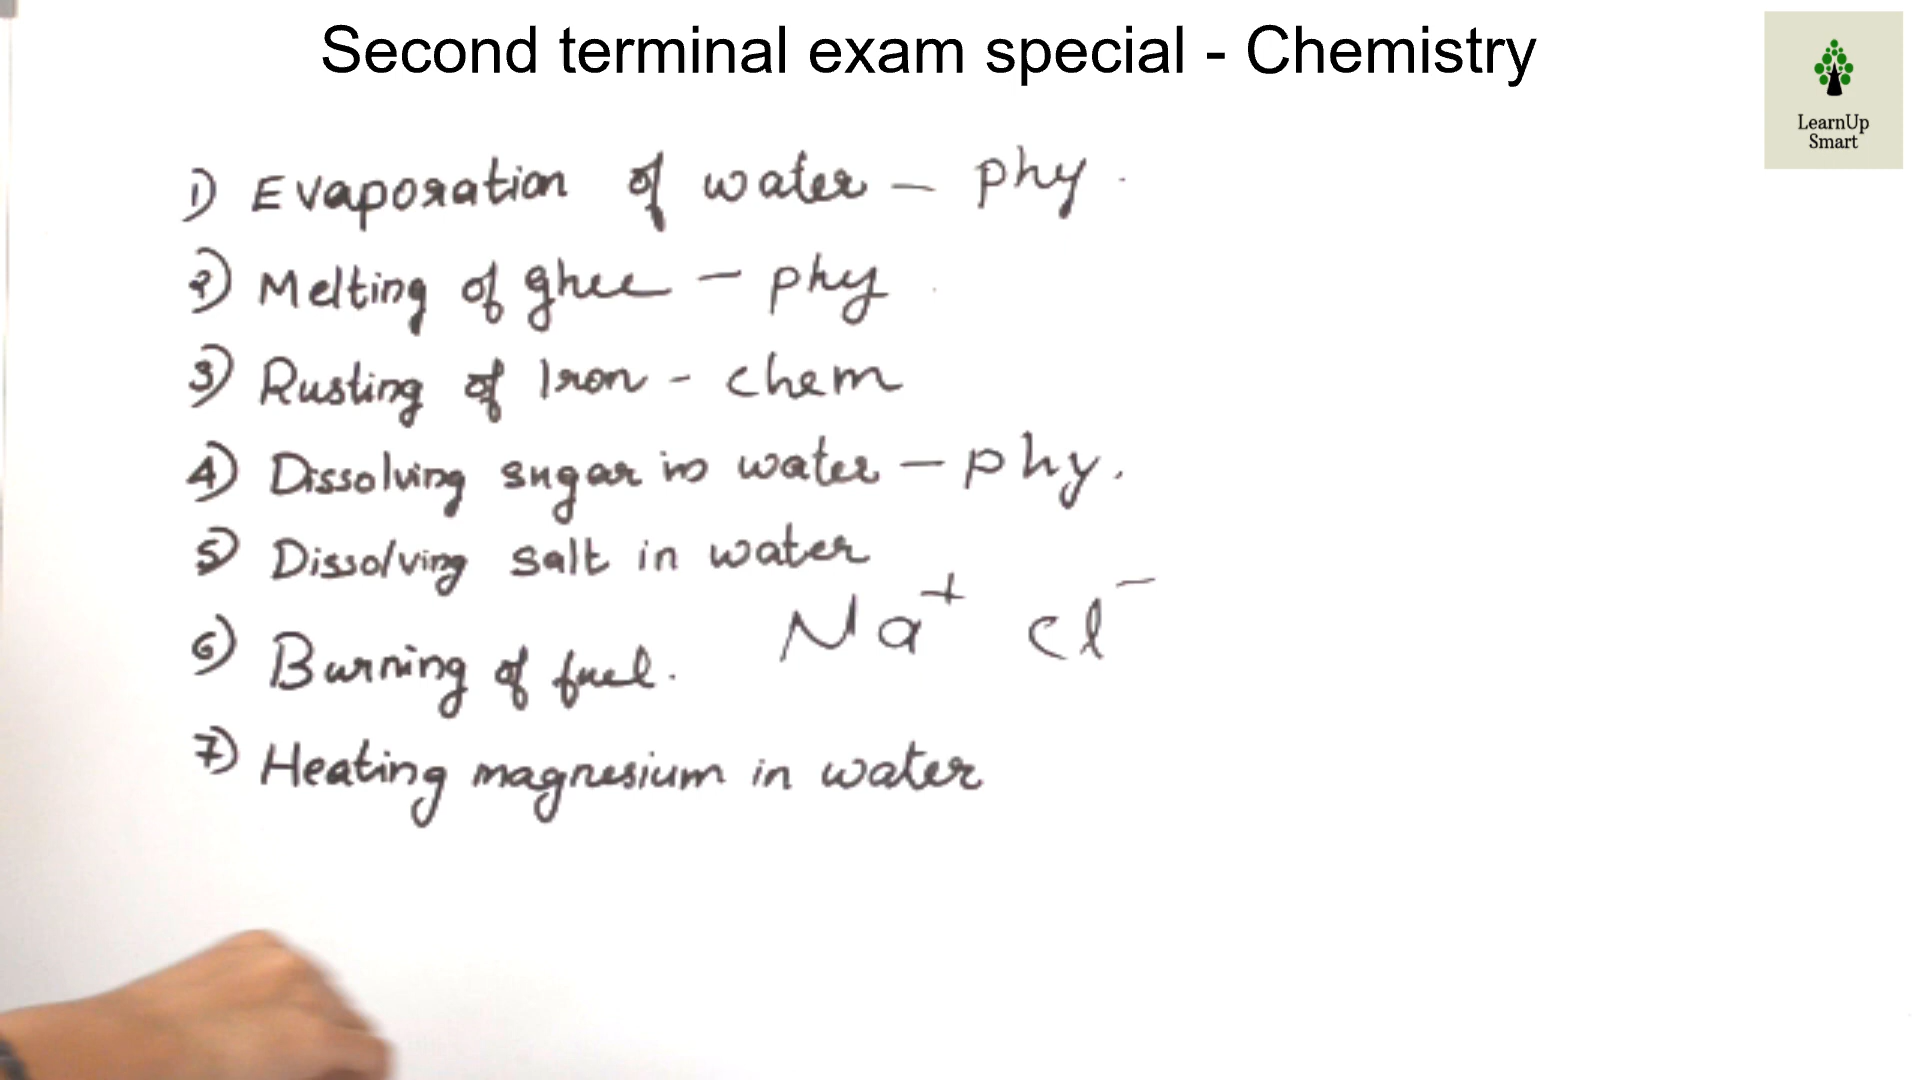 Second terminal exam special - Chemistry
LearnUp
Smart
1) Evaporation of water - phy.
2) Melting of ghee - phy
3) Rusting of Iron - chem
4) Dissolving sugar in water - phy.
5) Dissolving salt in water
Na+ Cl-
6) Burning of fuel.
7) Heating magnesium in water